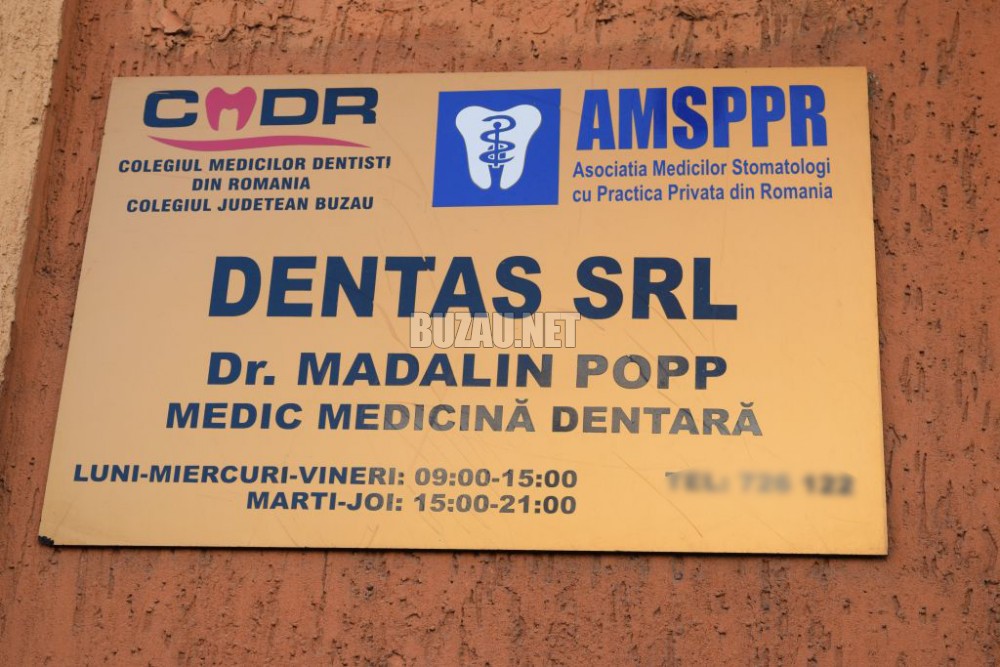 CMDR
COLEGIUL MEDICILOR DENTISTI
DIN ROMANIA
COLEGIUL JUDETEAN BUZAU
AMSPPR
Asociatia Medicilor Stomatologi
cu Practica Privata din Romania
DENTAS SRL
BUZAU.NET
Dr. MADALIN POPP
MEDIC MEDICINĂ DENTARĂ
LUNI-MIERCURI-VINERI: 09:00-15:00
MARTI-JOI: 15:00-21:00
TEL: